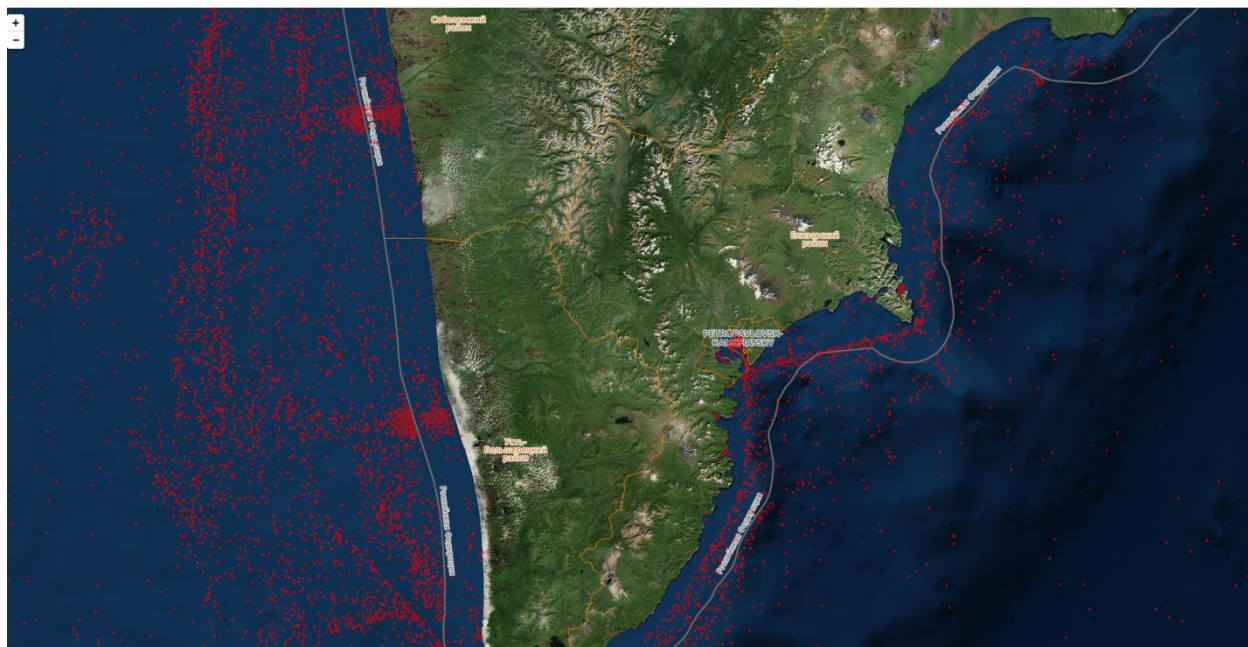 +
−
Соболевский
район
Российская Федерация
Российская Федерация
Елизовский
район
PETROPAVLOVSK-
KAMCHATSKY
Усть-
Большерецкий
район
Российская Федерация
Российская Федерация